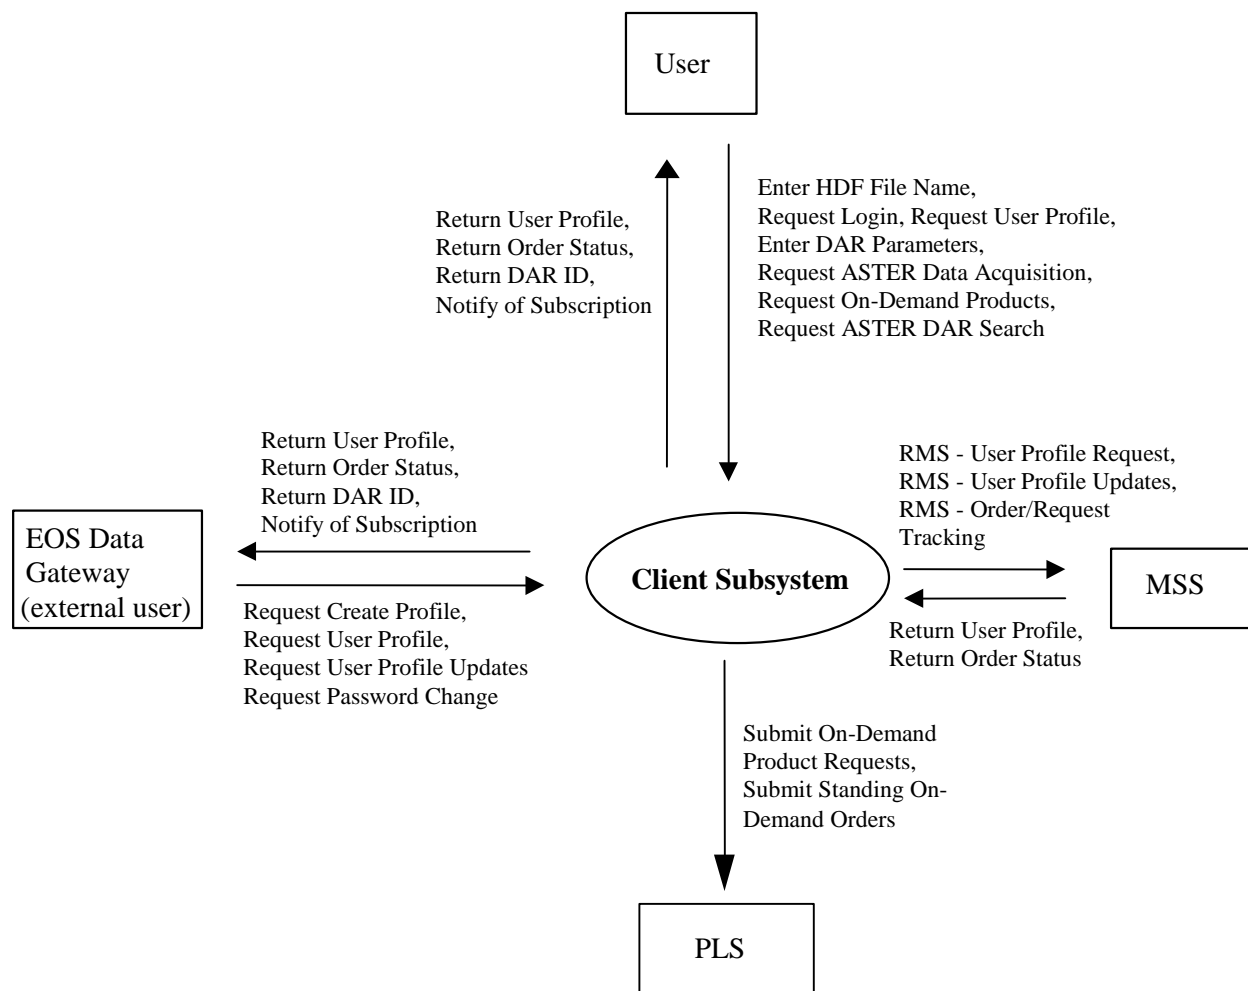 User
Enter HDF File Name,
Request Login, Request User Profile,
Enter DAR Parameters,
Request ASTER Data Acquisition,
Request On-Demand Products,
Request ASTER DAR Search
Return User Profile,
Return Order Status,
Return DAR ID,
Notify of Subscription
Return User Profile,
Return Order Status,
Return DAR ID,
Notify of Subscription
RMS - User Profile Request,
RMS - User Profile Updates,
RMS - Order/Request
Tracking
EOS Data
Gateway
(external user)
Client Subsystem
MSS
Request Create Profile,
Request User Profile,
Request User Profile Updates
Request Password Change
Return User Profile,
Return Order Status
Submit On-Demand
Product Requests,
Submit Standing On-
Demand Orders
PLS